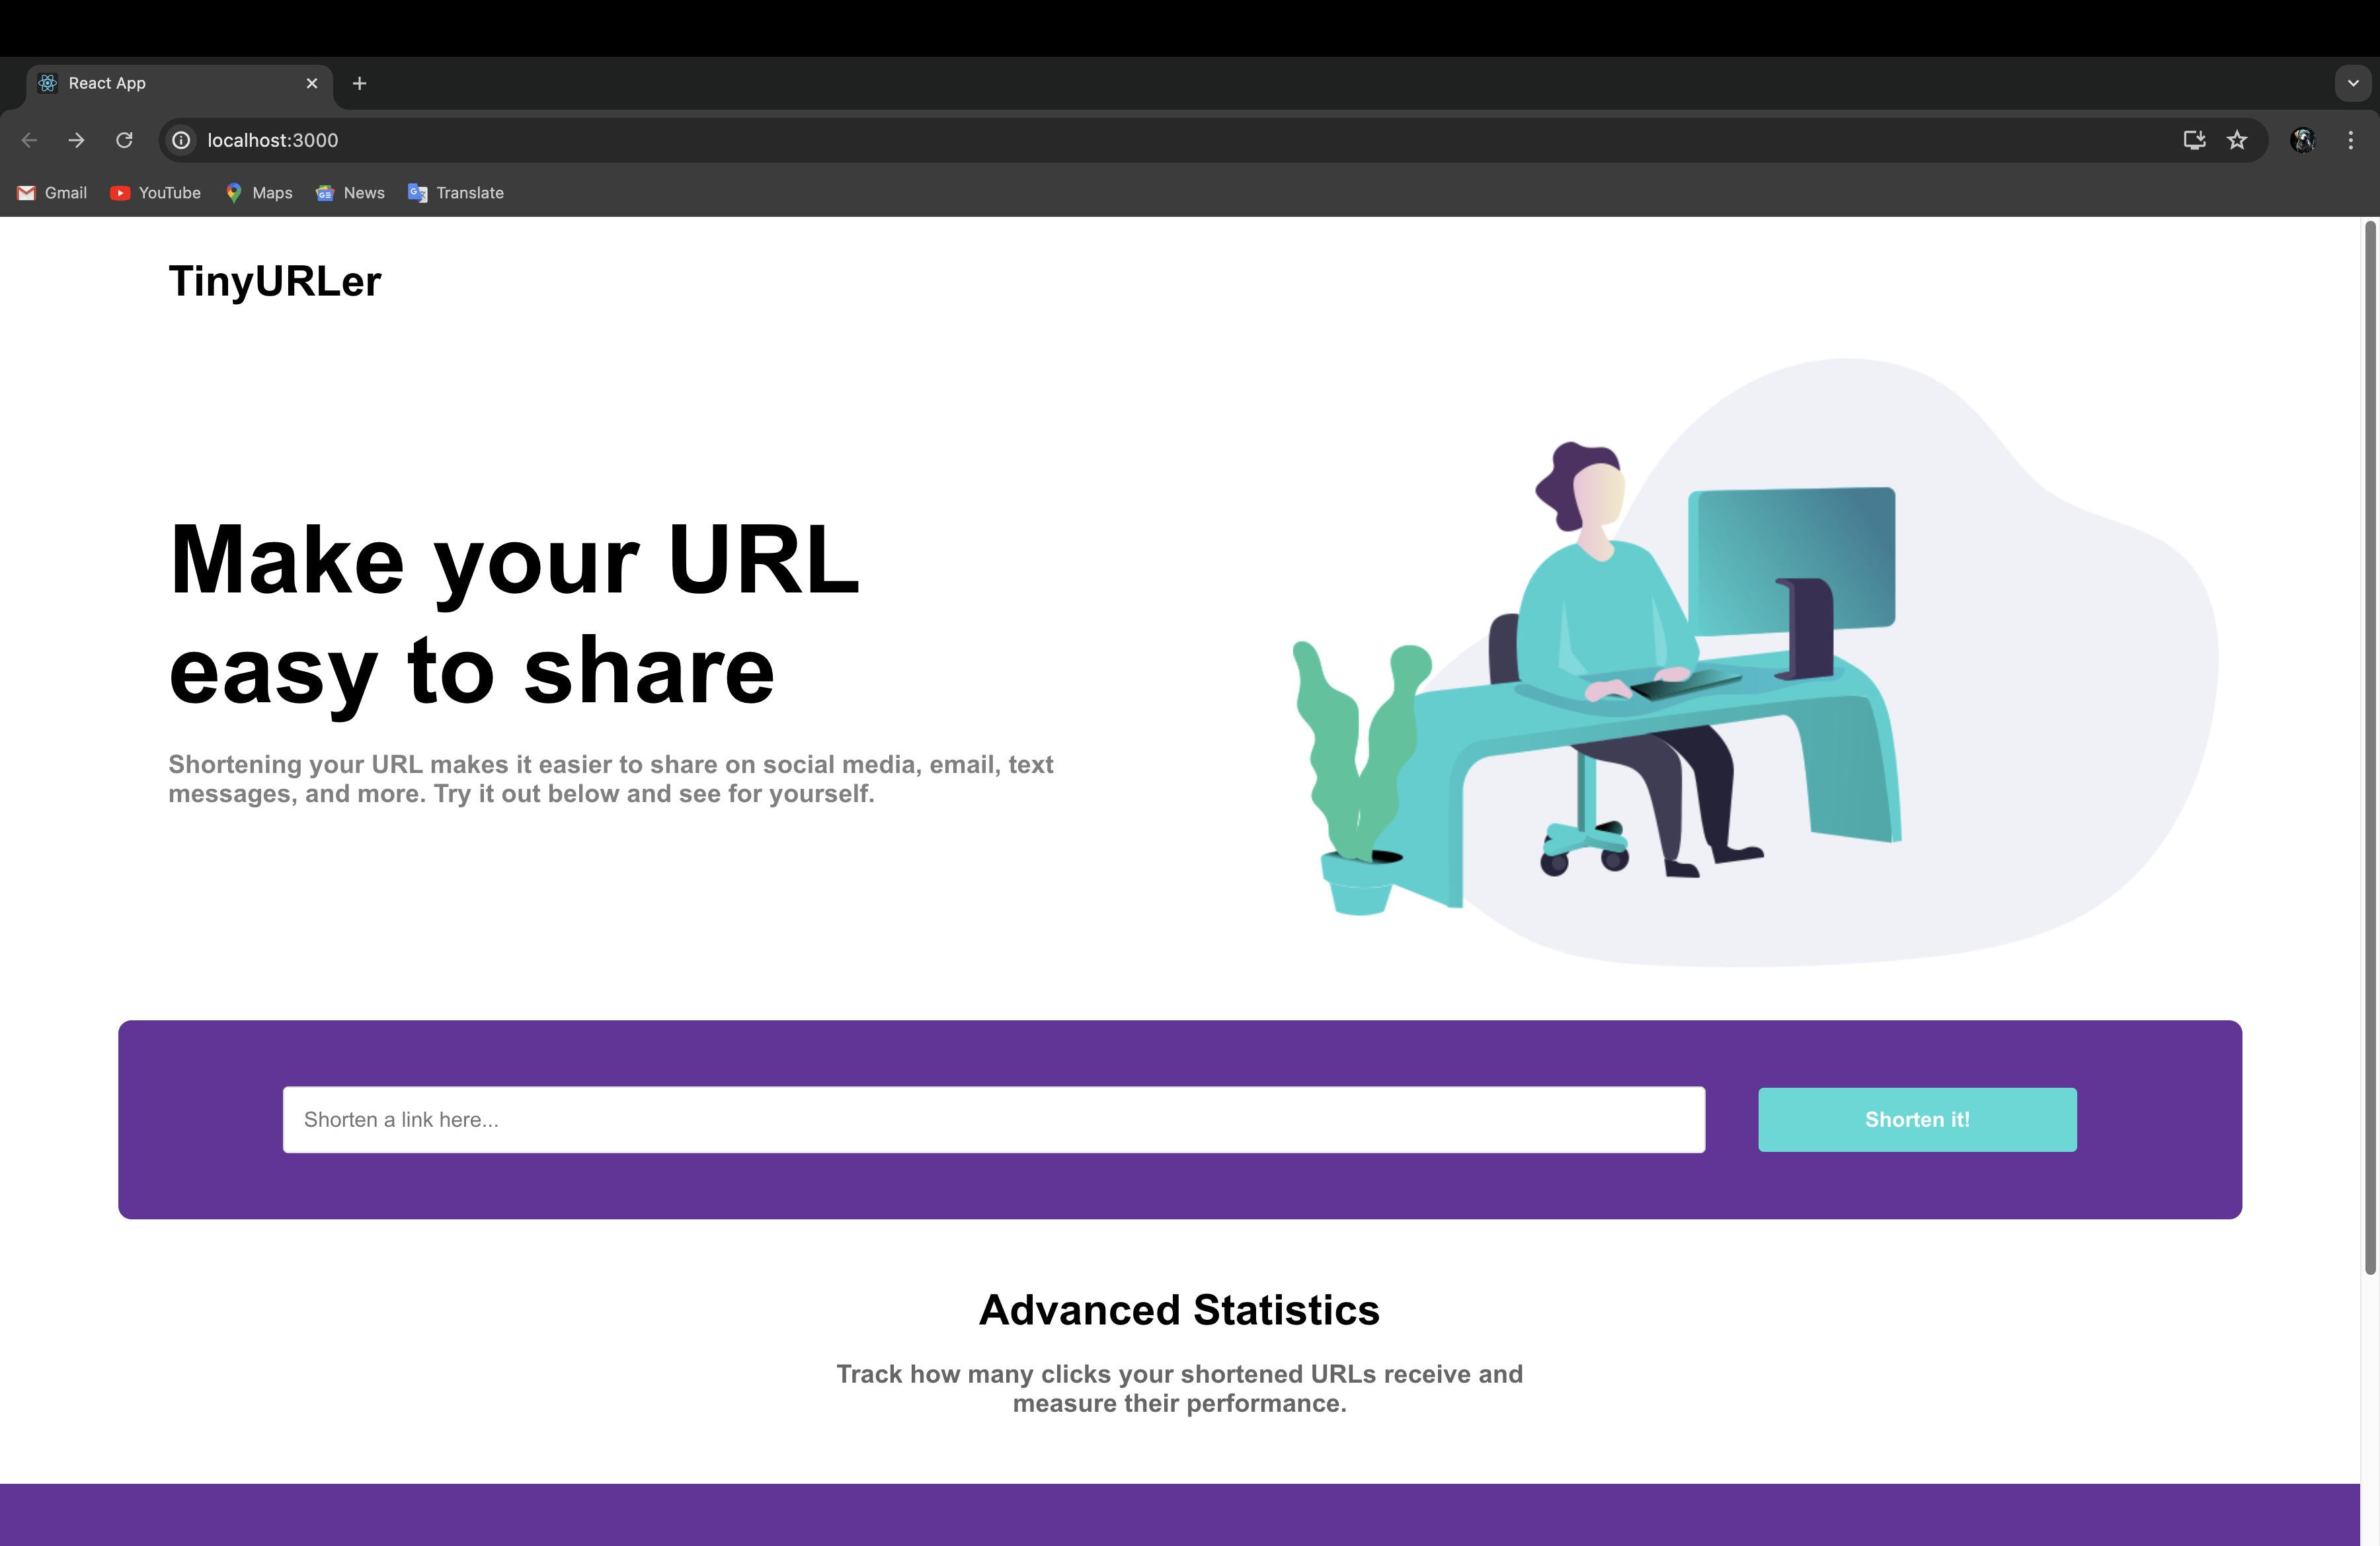 React App
localhost:3000
Gmail YouTube Maps News Translate
TinyURLer
Make your URL
easy to share
Shortening your URL makes it easier to share on social media, email, text
messages, and more. Try it out below and see for yourself.
Shorten a link here...
Shorten it!
Advanced Statistics
Track how many clicks your shortened URLs receive and
measure their performance.